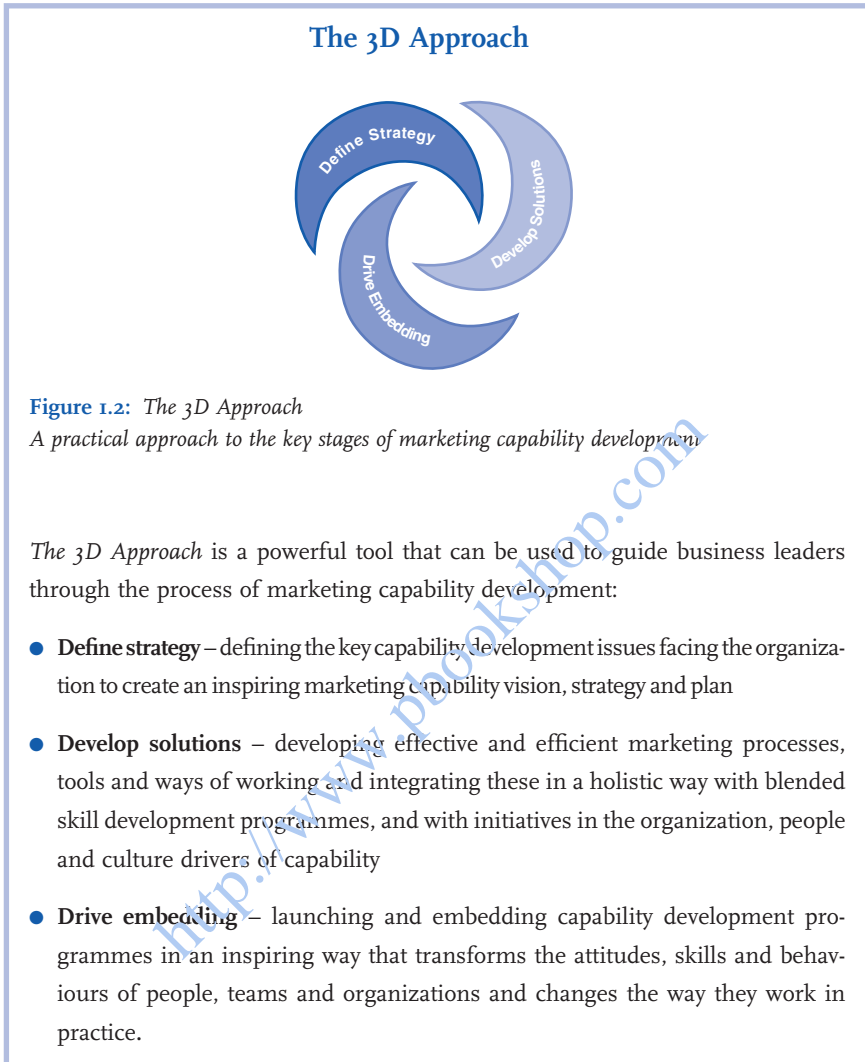 The 3D Approach
Define Strategy
Develop Solutions
Drive Embedding
Figure 1.2: The 3D Approach
A practical approach to the key stages of marketing capability development
The 3D Approach is a powerful tool that can be used to guide business leaders
through the process of marketing capability development:
• Define strategy – defining the key capability development issues facing the organiza-
tion to create an inspiring marketing capability vision, strategy and plan
• Develop solutions – developing effective and efficient marketing processes,
tools and ways of working and integrating these in a holistic way with blended
skill development programmes, and with initiatives in the organization, people
and culture drivers of capability
• Drive embedding – launching and embedding capability development pro-
grammes in an inspiring way that transforms the attitudes, skills and behav-
iours of people, teams and organizations and changes the way they work in
practice.
http://www.pbookshop.com